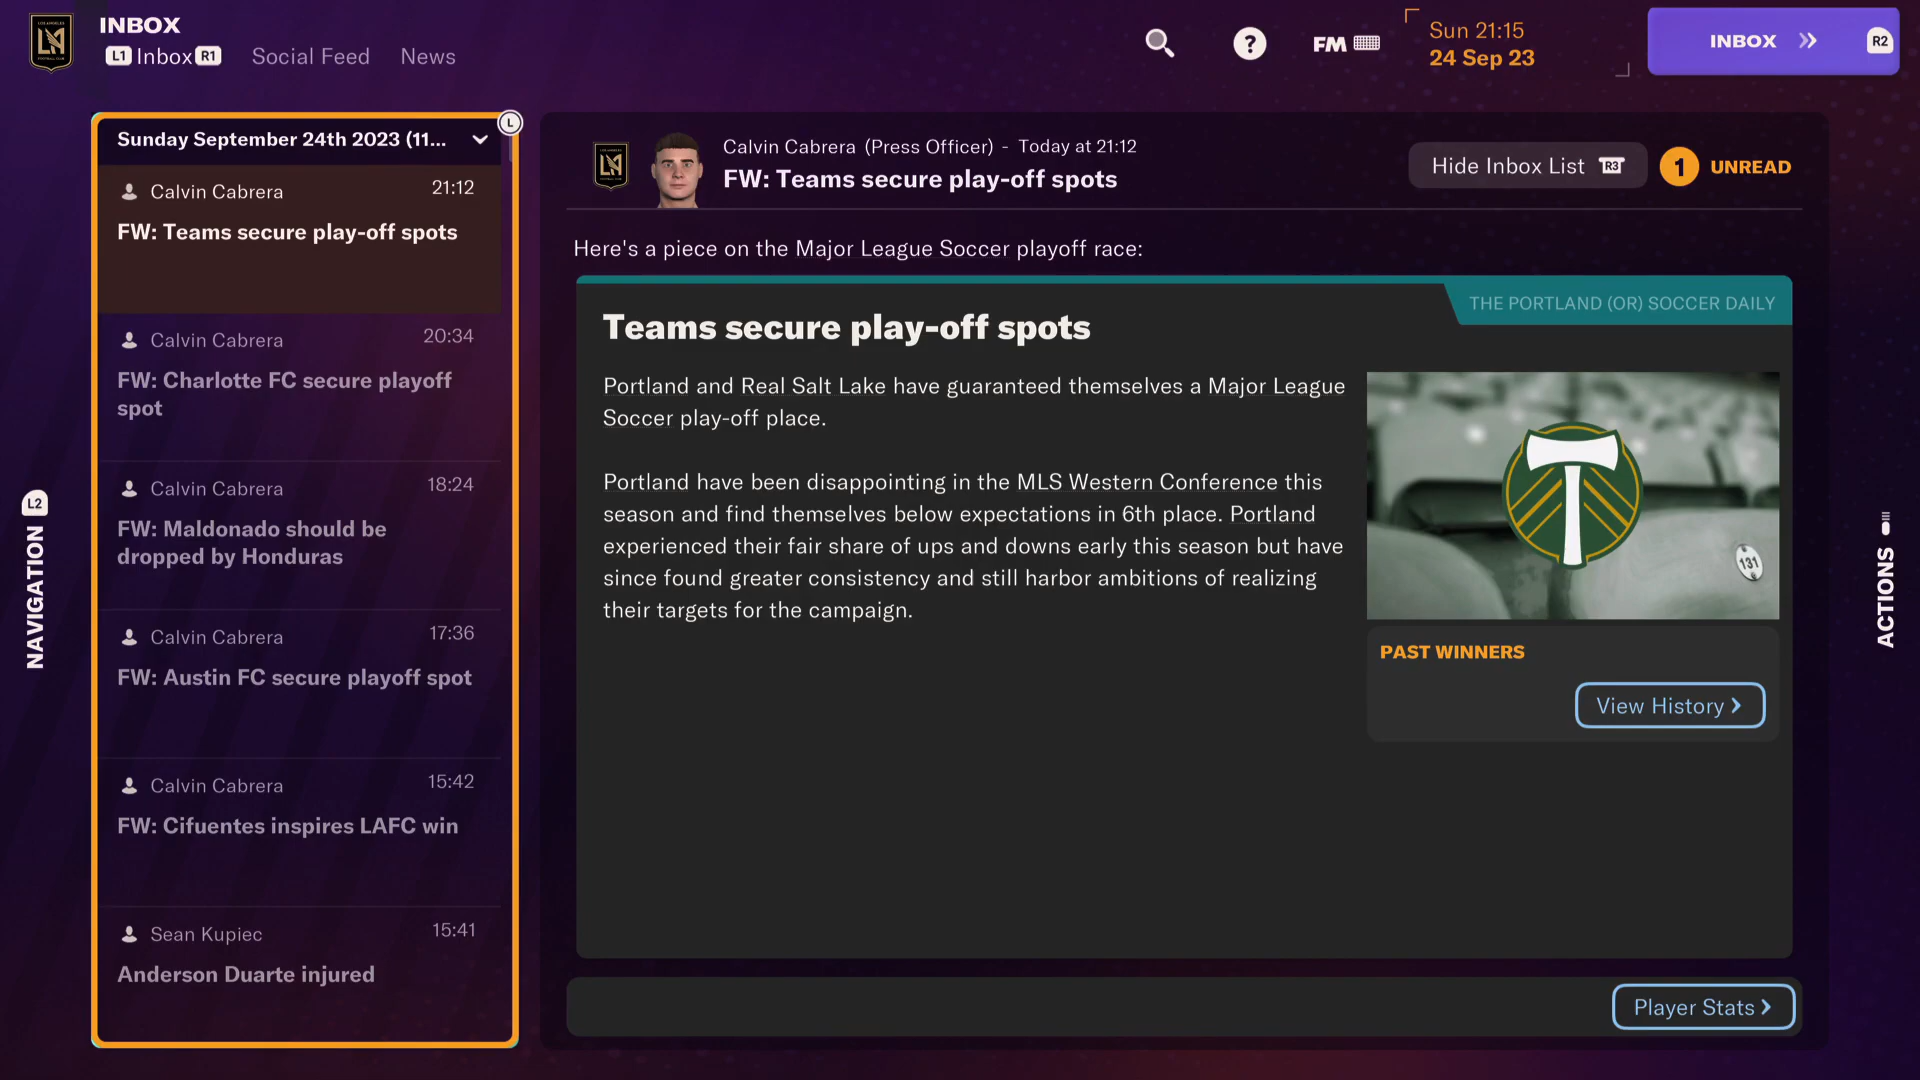 INBOX
L1 Inbox R1 Social Feed News
?
FM
Sun 21:15
24 Sep 23
INBOX R2
Sunday September 24th 2023 (11...
L
Calvin Cabrera 21:12
FW: Teams secure play-off spots
Calvin Cabrera 20:34
FW: Charlotte FC secure playoff
spot
Calvin Cabrera 18:24
FW: Maldonado should be
dropped by Honduras
Calvin Cabrera 17:36
FW: Austin FC secure playoff spot
Calvin Cabrera 15:42
FW: Cifuentes inspires LAFC win
Sean Kupiec 15:41
Anderson Duarte injured
L2
NAVIGATION
Calvin Cabrera (Press Officer) - Today at 21:12
FW: Teams secure play-off spots
Hide Inbox List R3
1 UNREAD
Here's a piece on the Major League Soccer playoff race:
THE PORTLAND (OR) SOCCER DAILY
Teams secure play-off spots
Portland and Real Salt Lake have guaranteed themselves a Major League
Soccer play-off place.
Portland have been disappointing in the MLS Western Conference this
season and find themselves below expectations in 6th place. Portland
experienced their fair share of ups and downs early this season but have
since found greater consistency and still harbor ambitions of realizing
their targets for the campaign.
131
PAST WINNERS
View History
Player Stats
ACTIONS